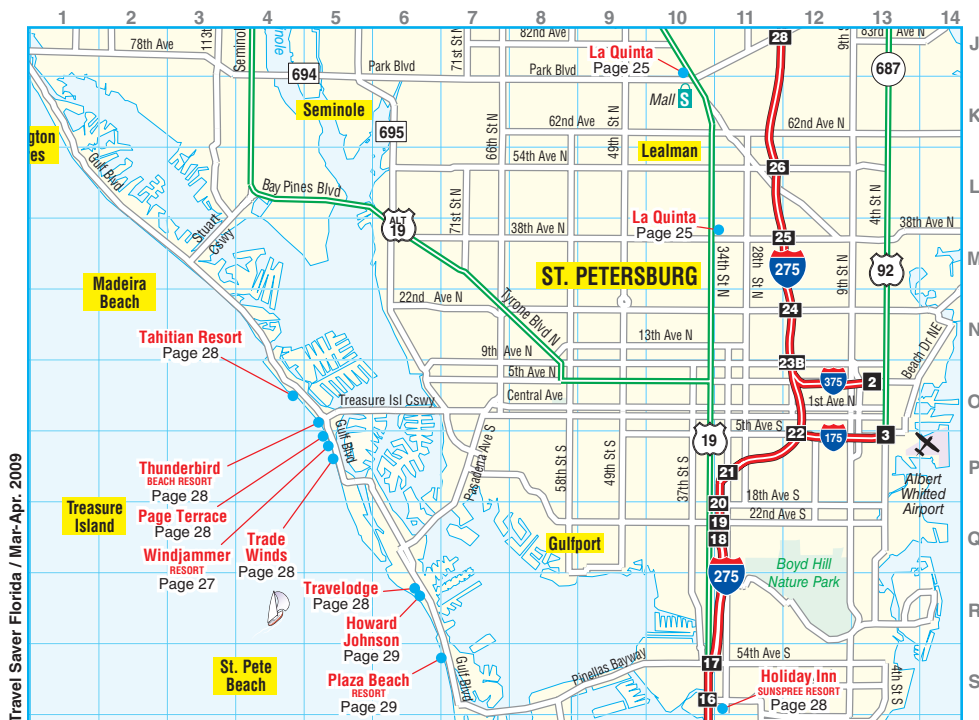 2 3 4 5 6 7 8 9 10 11 12 13 14
J
K
L
M
N
O
P
Q
R
S
1
78th Ave
113t
Seminole
nole
694
Park Blvd
71st St N
82nd Ave
Park Blvd
La Quinta
Page 25
28
9th S
83rd Ave N
687
Mall S
Seminole
695
66th St N
62nd Ave
49th St N
62nd Ave N
Lealman
54th Ave N
26
gton
es
Gulf Blvd
Bay Pines Blvd
Stuart
Cswy
ALT
19
71st St N
38th Ave N
La Quinta
Page 25
4th St N
38th Ave N
25
275
92
34th St N
28th St N
9th St N
ST. PETERSBURG
Madeira
Beach
22nd Ave N
Tyrone Blvd N
24
13th Ave N
Beach Dr NE
Tahitian Resort
Page 28
9th Ave N
5th Ave N
23B
375
2
Central Ave
1st Ave N
Treasure Isl Cswy
Gulf Blvd
Pasadena Ave S
19
5th Ave S
22
175
3
Thunderbird
BEACH RESORT
Page 28
58th St S
49th St S
37th St S
21
Albert
Whitted
Airport
18th Ave S
20
22nd Ave S
19
18
Treasure
Island
Page Terrace
Page 28
Windjammer
RESORT
Page 27
Trade
Winds
Page 28
Gulfport
Boyd Hill
Nature Park
275
Travelodge
Page 28
Howard
Johnson
Page 29
St. Pete
Beach
Plaza Beach
RESORT
Page 29
Gulf Blvd
Pinellas Bayway
54th Ave S
17
16
Holiday Inn
SUNSPREE RESORT
Page 28
4th St S
Travel Saver Florida / Mar-Apr. 2009